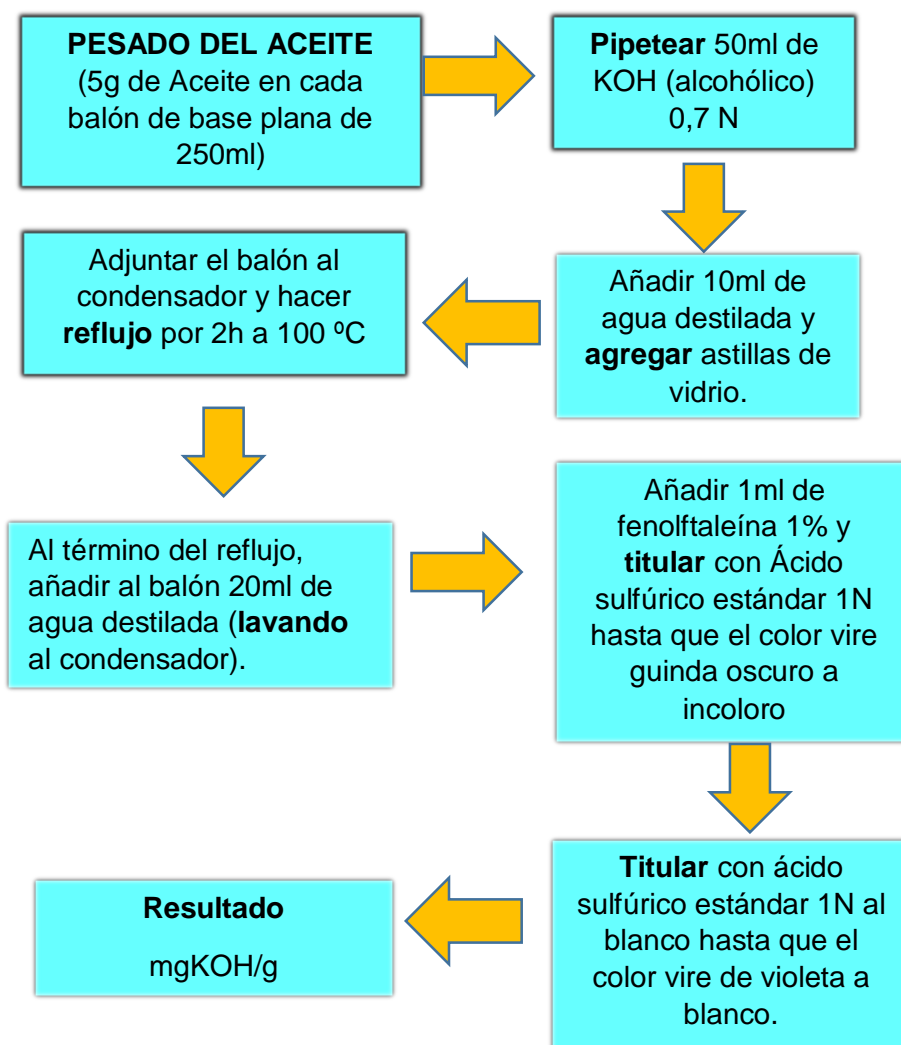 PESADO DEL ACEITE
(5g de Aceite en cada
balón de base plana de
250ml)
Pipetear 50ml de
KOH (alcohólico)
0,7 N
Añadir 10ml de
agua destilada y
agregar astillas de
vidrio.
Adjuntar el balón al
condensador y hacer
reflujo por 2h a 100 ºC
Al término del reflujo,
añadir al balón 20ml de
agua destilada (lavando
al condensador).
Añadir 1ml de
fenolftaleína 1% y
titular con Ácido
sulfúrico estándar 1N
hasta que el color vire
guinda oscuro a
incoloro
Titular con ácido
sulfúrico estándar 1N al
blanco hasta que el
color vire de violeta a
blanco.
Resultado
mgKOH/g